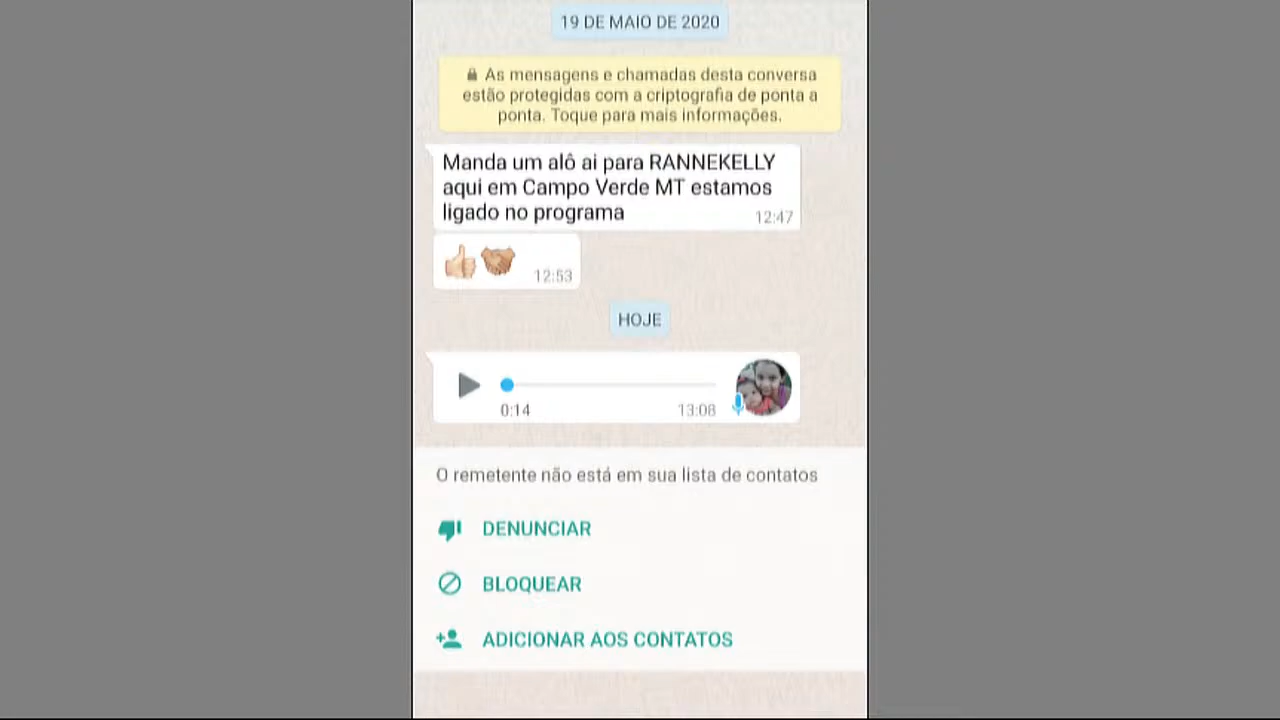 19 DE MAIO DE 2020
As mensagens e chamadas desta conversa
estão protegidas com a criptografia de ponta a
ponta. Toque para mais informações.
Manda um alô ai para RANNEKELLY
aqui em Campo Verde MT estamos
ligado no programa
12:47
12:53
HOJE
0:14
13:08
O remetente não está em sua lista de contatos
DENUNCIAR
BLOQUEAR
ADICIONAR AOS CONTATOS